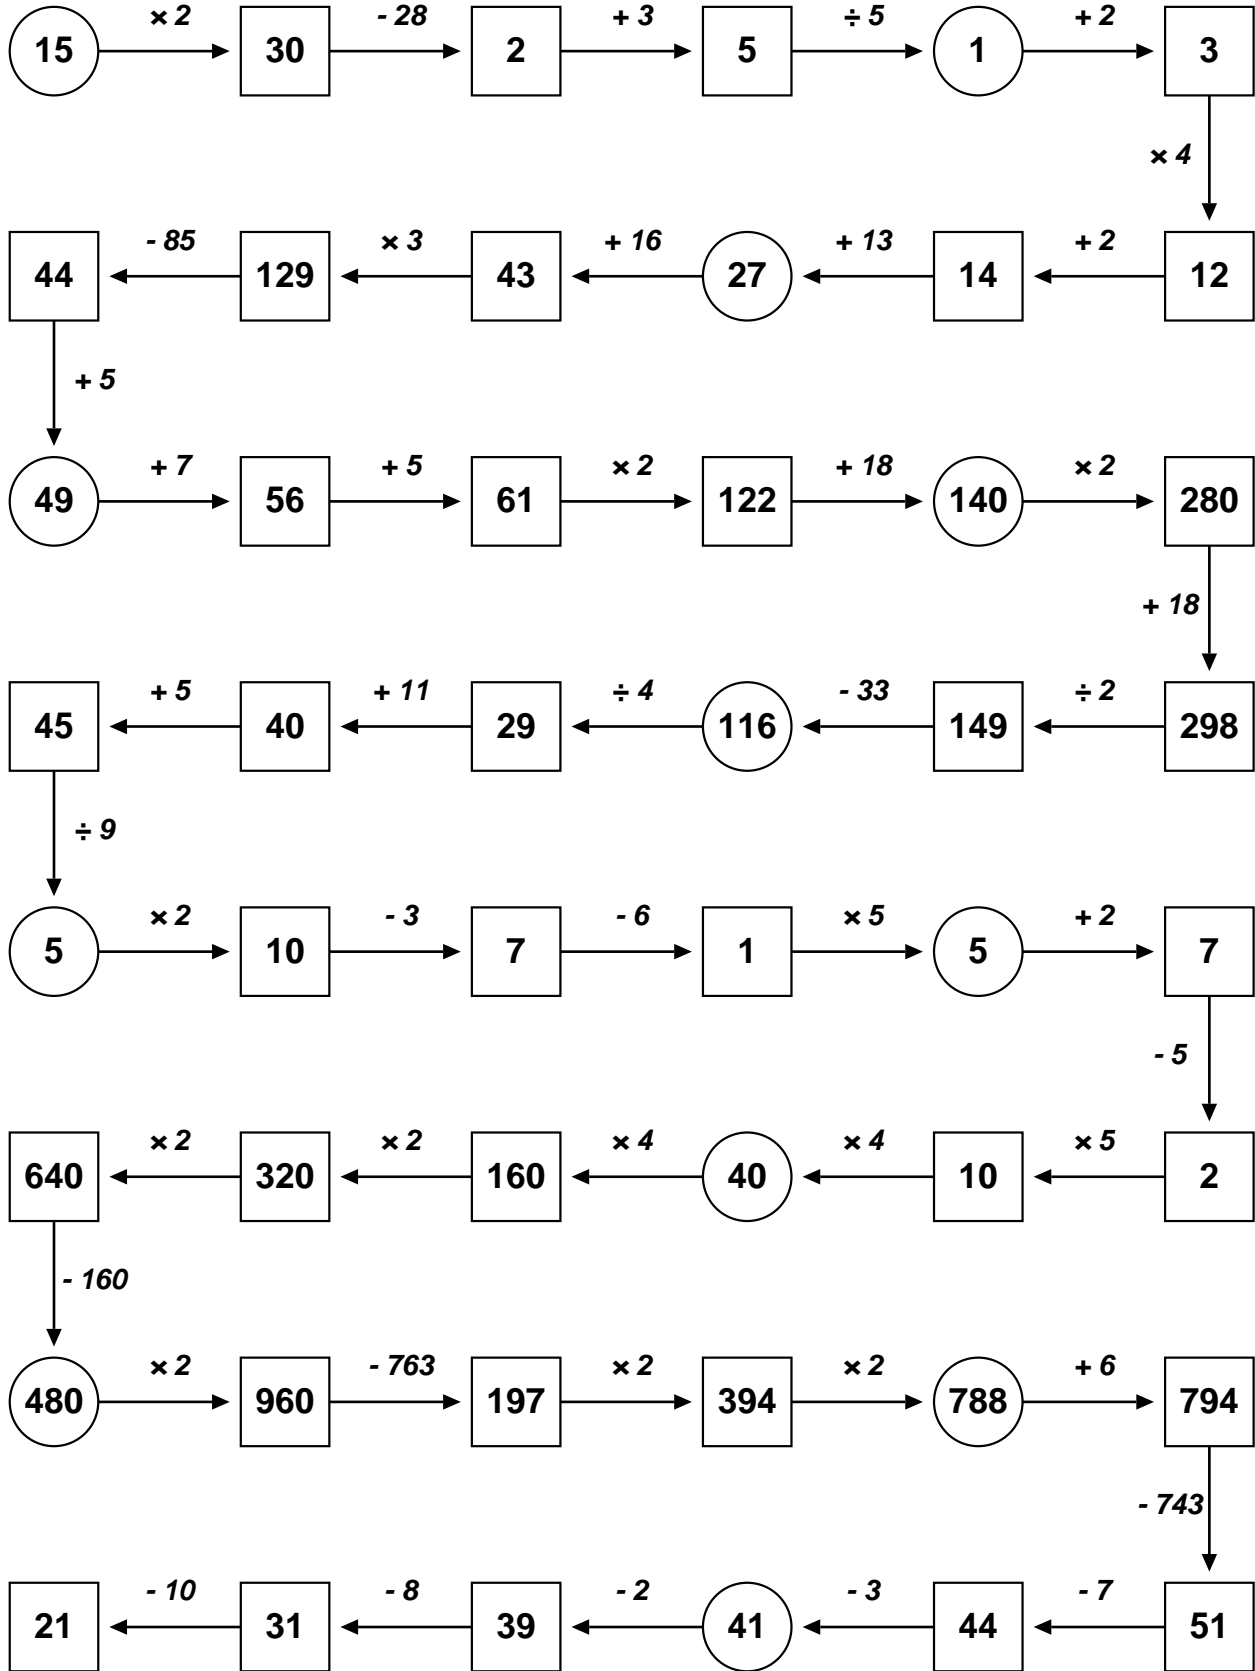 × 2 - 28 + 3 ÷ 5 + 2
15 30 2 5 1 3
× 4
- 85 × 3 + 16 + 13 + 2
44 129 43 27 14 12
+ 5
+ 7 + 5 × 2 + 18 × 2
49 56 61 122 140 280
+ 18
+ 5 + 11 ÷ 4 - 33 ÷ 2
45 40 29 116 149 298
÷ 9
× 2 - 3 - 6 × 5 + 2
5 10 7 1 5 7
- 5
× 2 × 2 × 4 × 4 × 5
640 320 160 40 10 2
- 160
× 2 - 763 × 2 × 2 + 6
480 960 197 394 788 794
- 743
- 10 - 8 - 2 - 3 - 7
21 31 39 41 44 51